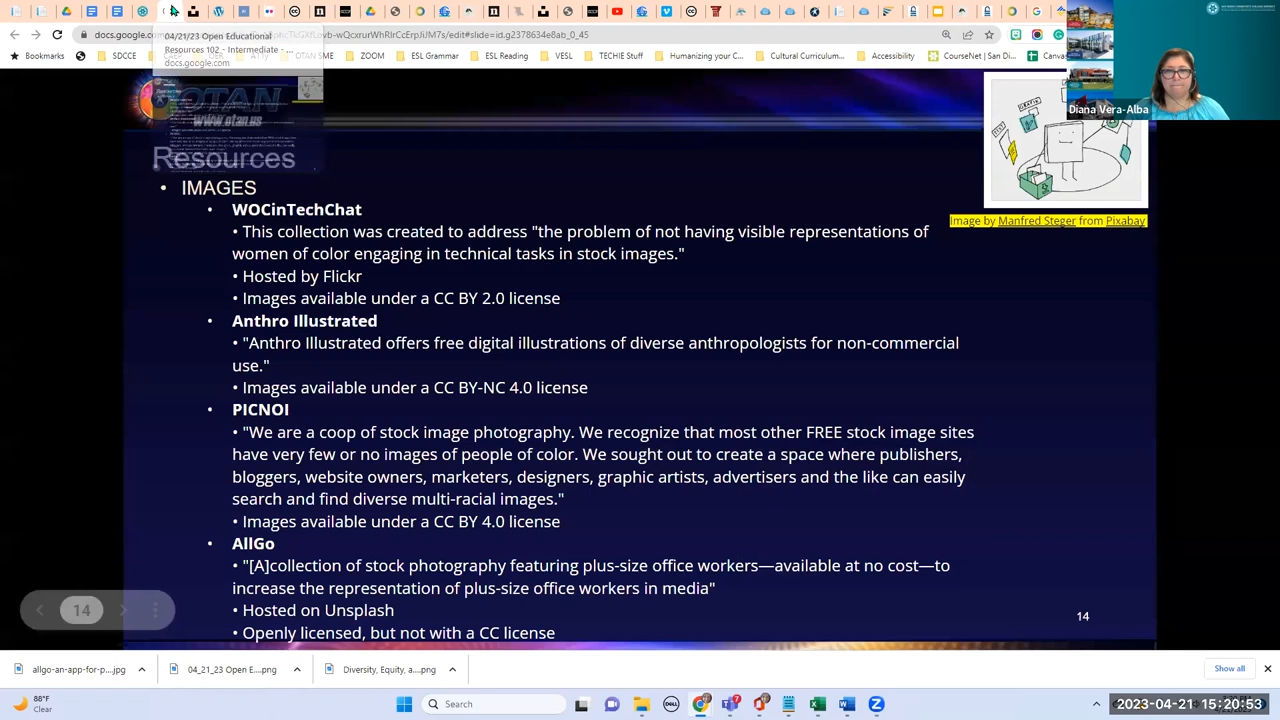 docs.google.com
04/21/23 Open Educational
Resources 102 - Intermediate -
docs.google.com
Bookmarks
SDCCE
ESL Grammar
ESL Reading
TECHIE SIL
Humanizing your C...
Cultural Curriculum...
Accessibility
CourseNet | San Di...
Canvas
OTAN
www.otan.us
Resources
Diana Vera-Alba
Image by Manfred Steger from Pixabay
• IMAGES
• WOCinTechChat
• This
to address "the problem of not having visible representations of
women of color engaging in technical tasks in stock images."
• Hosted by Flickr
• Images available under a CC BY 2.0 license
• Anthro Illustrated
• "Anthro Illustrated offers free digital illustrations of diverse anthropologists for non-commercial
use."
• Images available under a CC BY-NC 4.0 license
• PICNOI
• "We are a coop of stock image photography. We recognize that most other FREE stock image sites
have very few or no images of people of color. We sought out to create a space where publishers,
bloggers, website owners, marketers, designers, graphic artists, advertisers and the like can easily
search and find diverse multi-racial images."
• Images available under a CC BY 4.0 license
• AllGo
• "[A]collection of stock photography featuring plus-size office workers—available at no cost—to
increase the representation of plus-size office workers in media"
• Hosted on Unsplash
• Openly licensed, but not with a CC license
14
14
allgo-an-app-for-p....jpg
04_21_23 Open E....png
Diversity, Equity, a....png
Show all
88°F
Clear
Search
2023-04-21 15:20:53